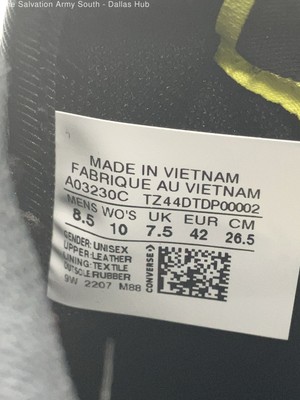 Salvation Army South - Dallas Hub
MADE IN VIETNAM
FABRIQUE AU VIETNAM
A03230C TZ44DTDP00002
MENS WO'S UK EUR CM
8.5 10 7.5 42 26.5
GENDER: UNISEX
UPPER: LEATHER
LINING: TEXTILE
OUTSOLE: RUBBER
9W 2207 M88
CONVERSE